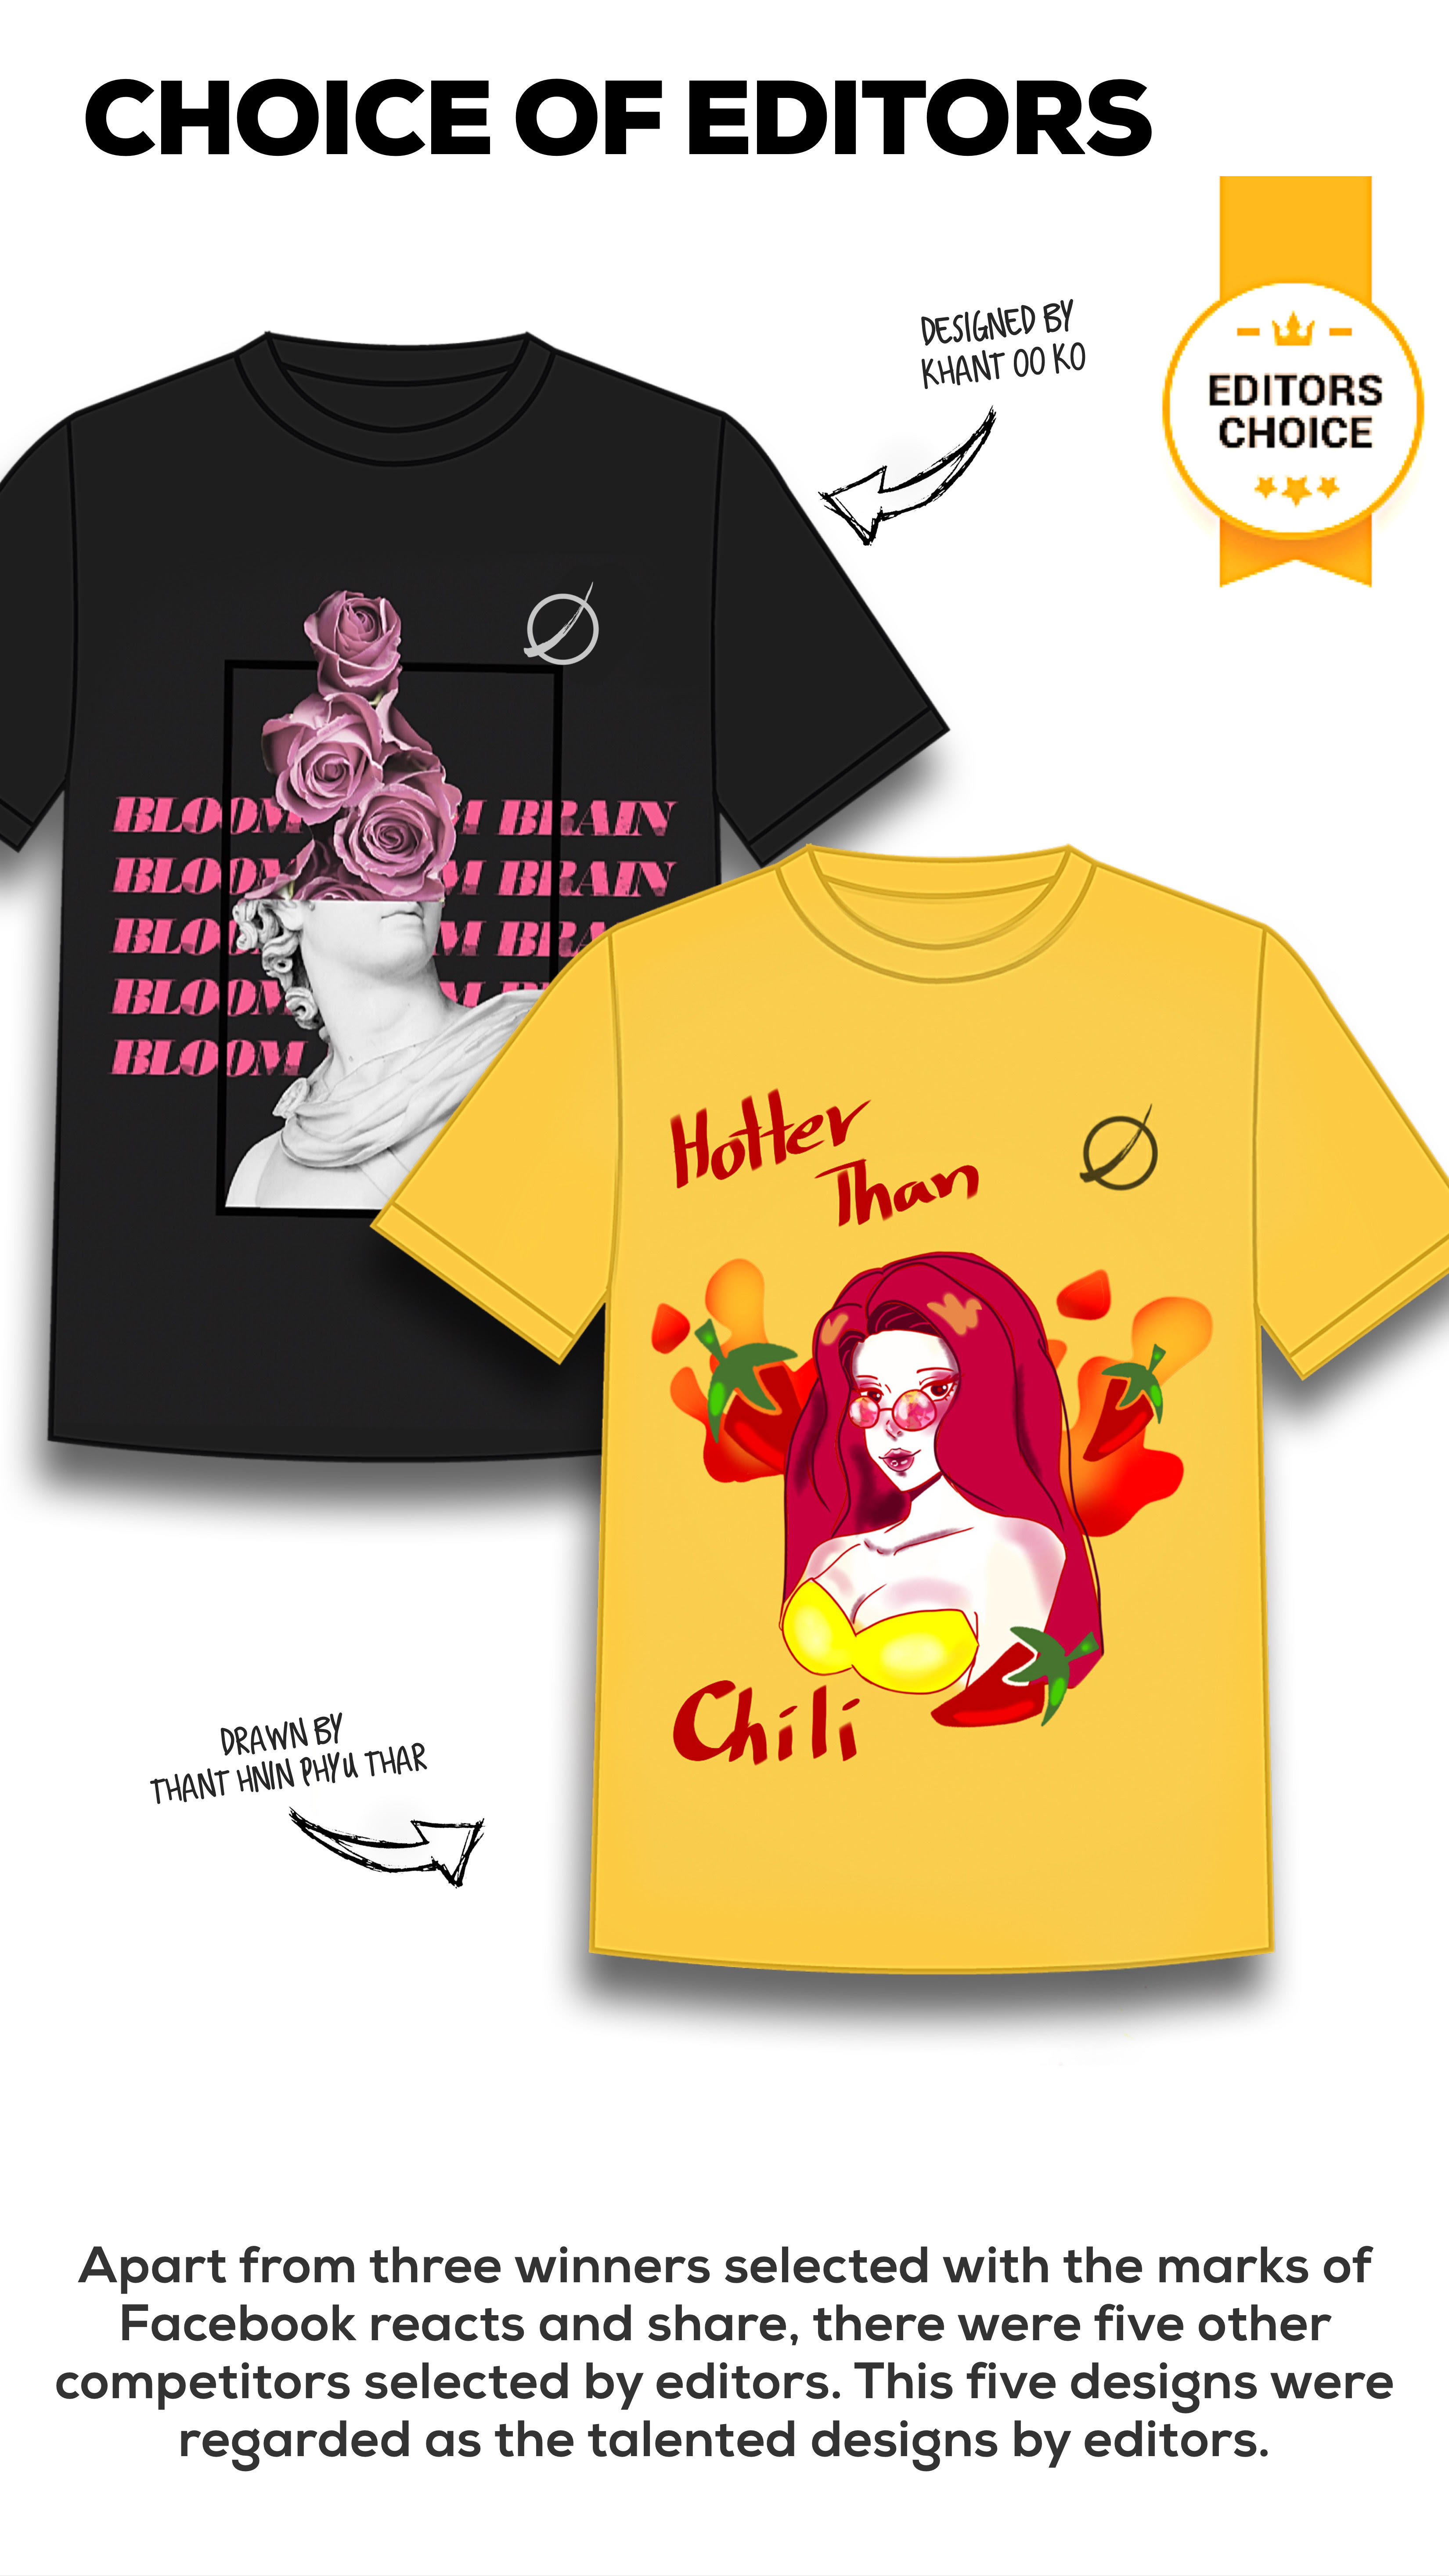 CHOICE OF EDITORS
DESIGNED BY
KHANT OO KO
EDITORS
CHOICE
BLOOM BRAIN
BLOOM BRAIN
BLOOM
BLOOM
BLOOM
Hotter
Than
Chili
DRAWN BY
THANT HNIN PHYU THAR
Apart from three winners selected with the marks of
Facebook reacts and share, there were five other
competitors selected by editors. This five designs were
regarded as the talented designs by editors.